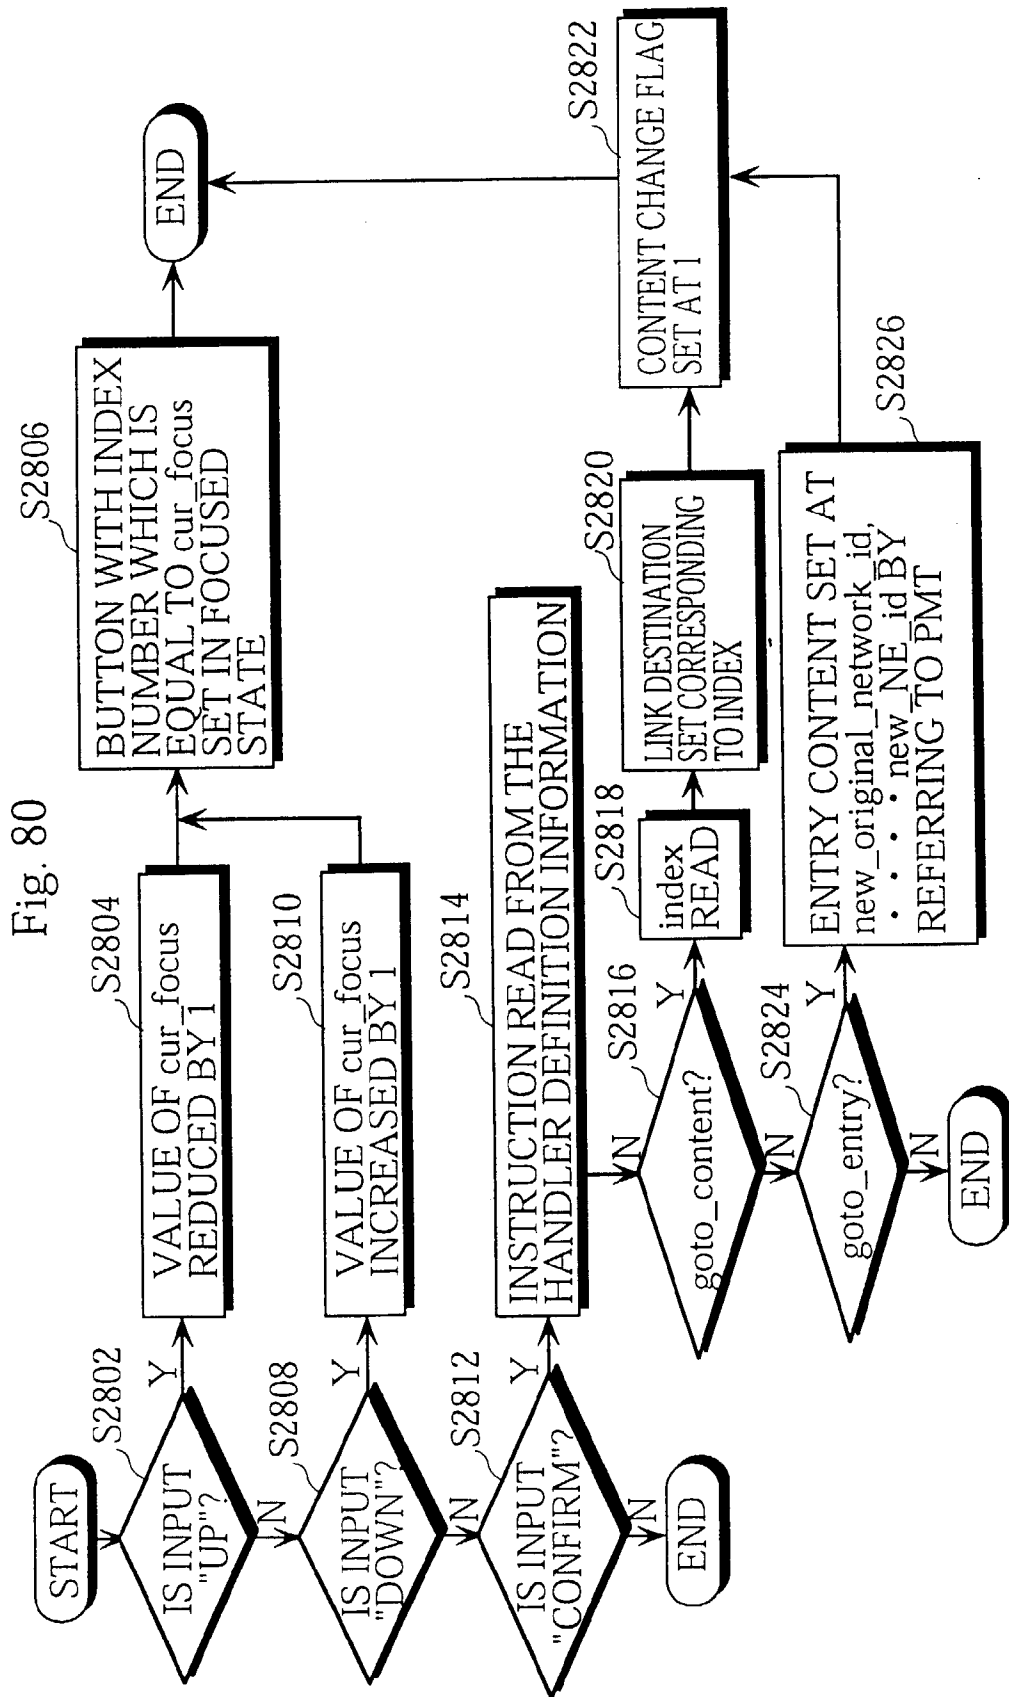 Fig. 80
START
S2802
IS INPUT
"UP"?
Y
N
S2804
VALUE OF cur_focus
REDUCED BY 1
S2806
BUTTON WITH INDEX
NUMBER WHICH IS
EQUAL TO cur_focus
SET IN FOCUSED
STATE
END
S2808
IS INPUT
"DOWN"?
Y
N
S2810
VALUE OF cur_focus
INCREASED BY 1
S2812
IS INPUT
"CONFIRM"?
Y
N
END
S2814
INSTRUCTION READ FROM THE
HANDLER DEFINITION INFORMATION
S2816
goto_content?
N
Y
N
S2818
index
READ
S2820
LINK DESTINATION
SET CORRESPONDING
TO INDEX
S2822
CONTENT CHANGE FLAG
SET AT 1
S2824
goto_entry?
Y
N
END
S2826
ENTRY CONTENT SET AT
new_original_network_id,
・・・・new_NE_id BY
REFERRING TO PMT